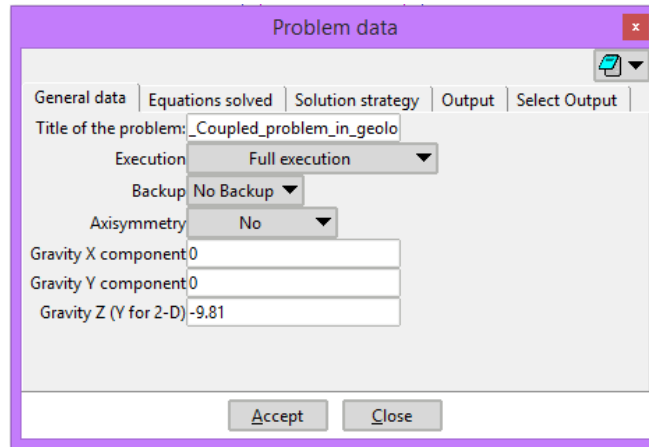 Problem data
x
General data Equations solved Solution strategy Output Select Output
Title of the problem: _Coupled_problem_in_geolo
Execution Full execution
Backup No Backup
Axisymmetry No
Gravity X component 0
Gravity Y component 0
Gravity Z (Y for 2-D) -9.81
Accept Close